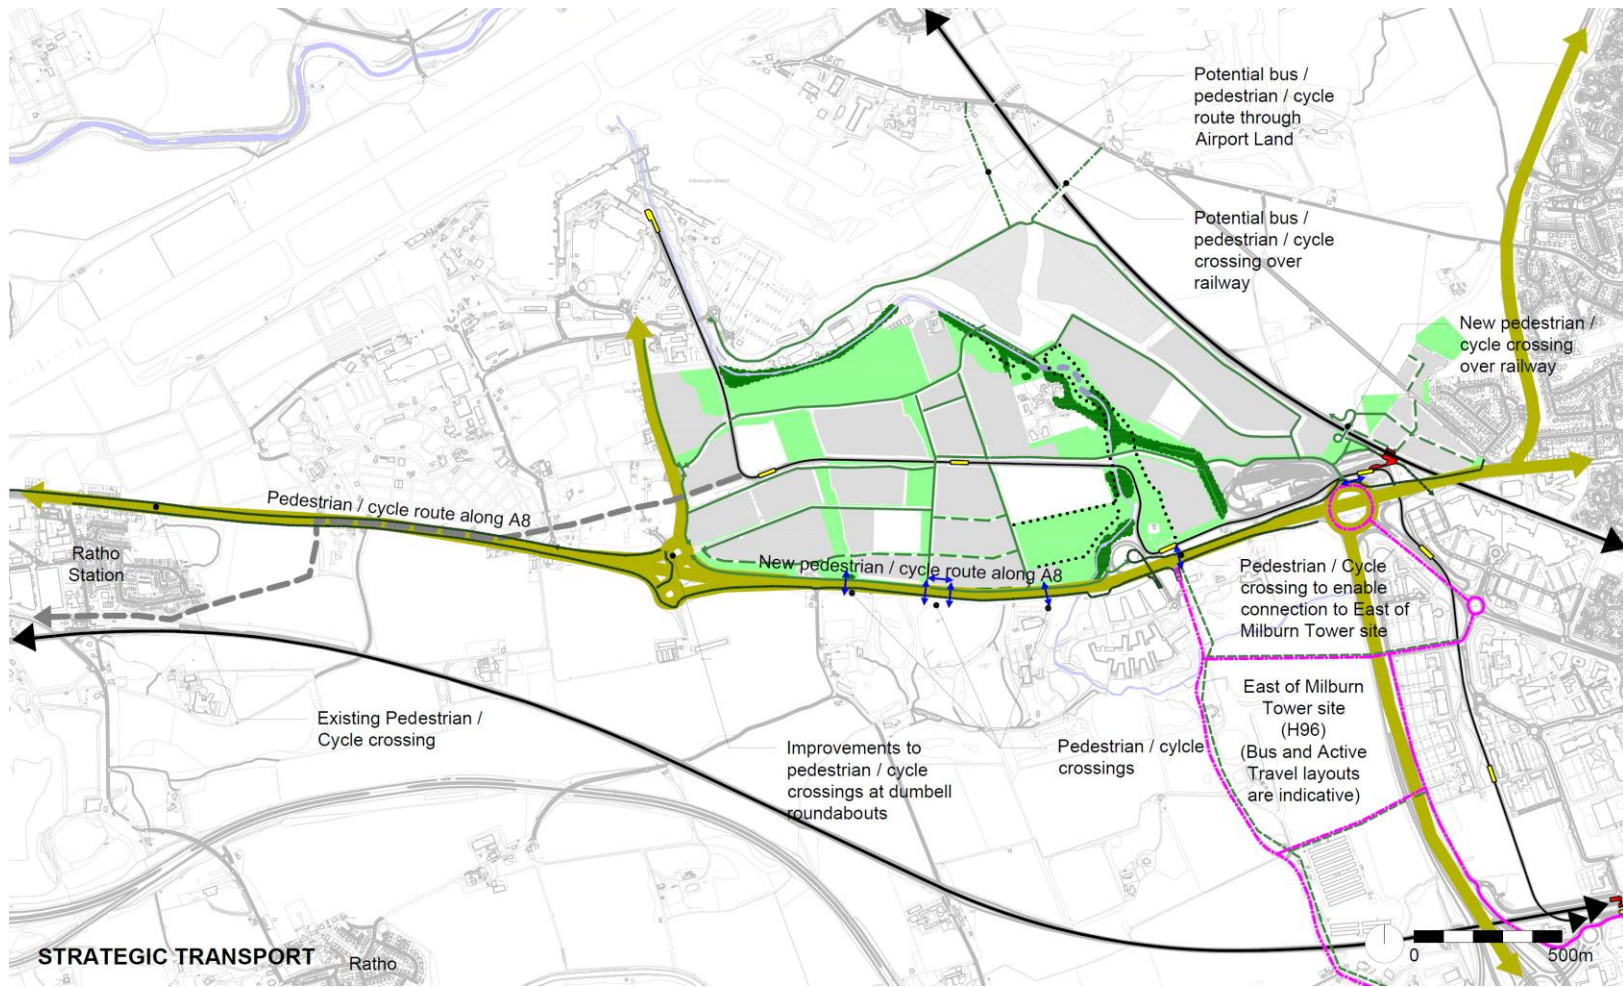 Potential bus /
pedestrian / cycle
route through
Airport Land
Edinburgh Airport
Potential bus /
pedestrian / cycle
crossing over
railway
New pedestrian /
cycle crossing
over railway
Pedestrian / cycle route along A8
Ratho
Station
New pedestrian / cycle route along A8
Pedestrian / Cycle
crossing to enable
connection to East of
Milburn Tower site
East of Milburn
Tower site
(H96)
(Bus and Active
Travel layouts
are indicative)
Existing Pedestrian /
Cycle crossing
Improvements to
pedestrian / cycle
crossings at dumbell
roundabouts
Pedestrian / cylcle
crossings
STRATEGIC TRANSPORT
Ratho
0
500m